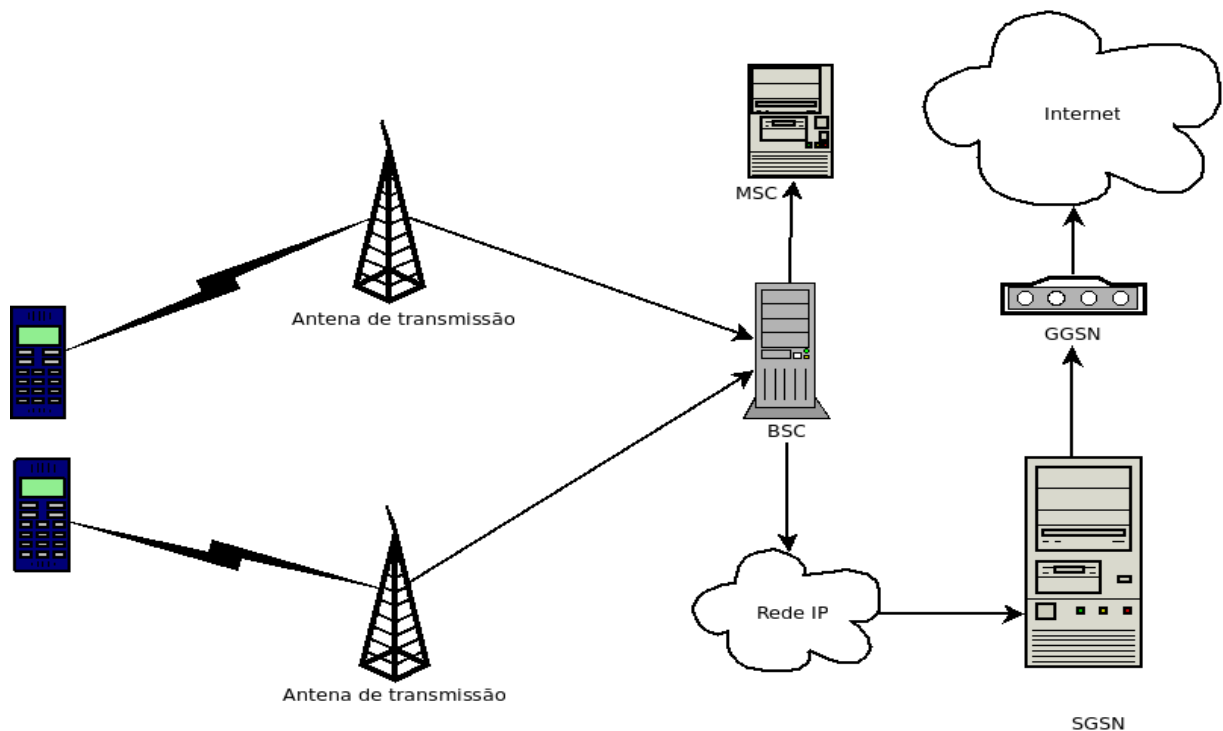 Internet
MSC
Antena de transmissão
GGSN
BSC
Rede IP
Antena de transmissão
SGSN